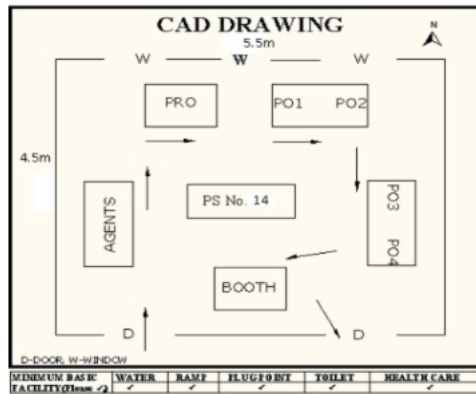 CAD DRAWING
N
5.5m
W W W
PRO PO1 PO2
4.5m
AGENTS
PS No. 14
PO3 PO4
BOOTH
D D
D-DOOR, W-WINDOW
MINIMUM BASIC FACILITY(Please ✓) WATER RAMP PLUGPOINT TOILET HEALTH CARE
✓ ✓ ✓ ✓ ✓